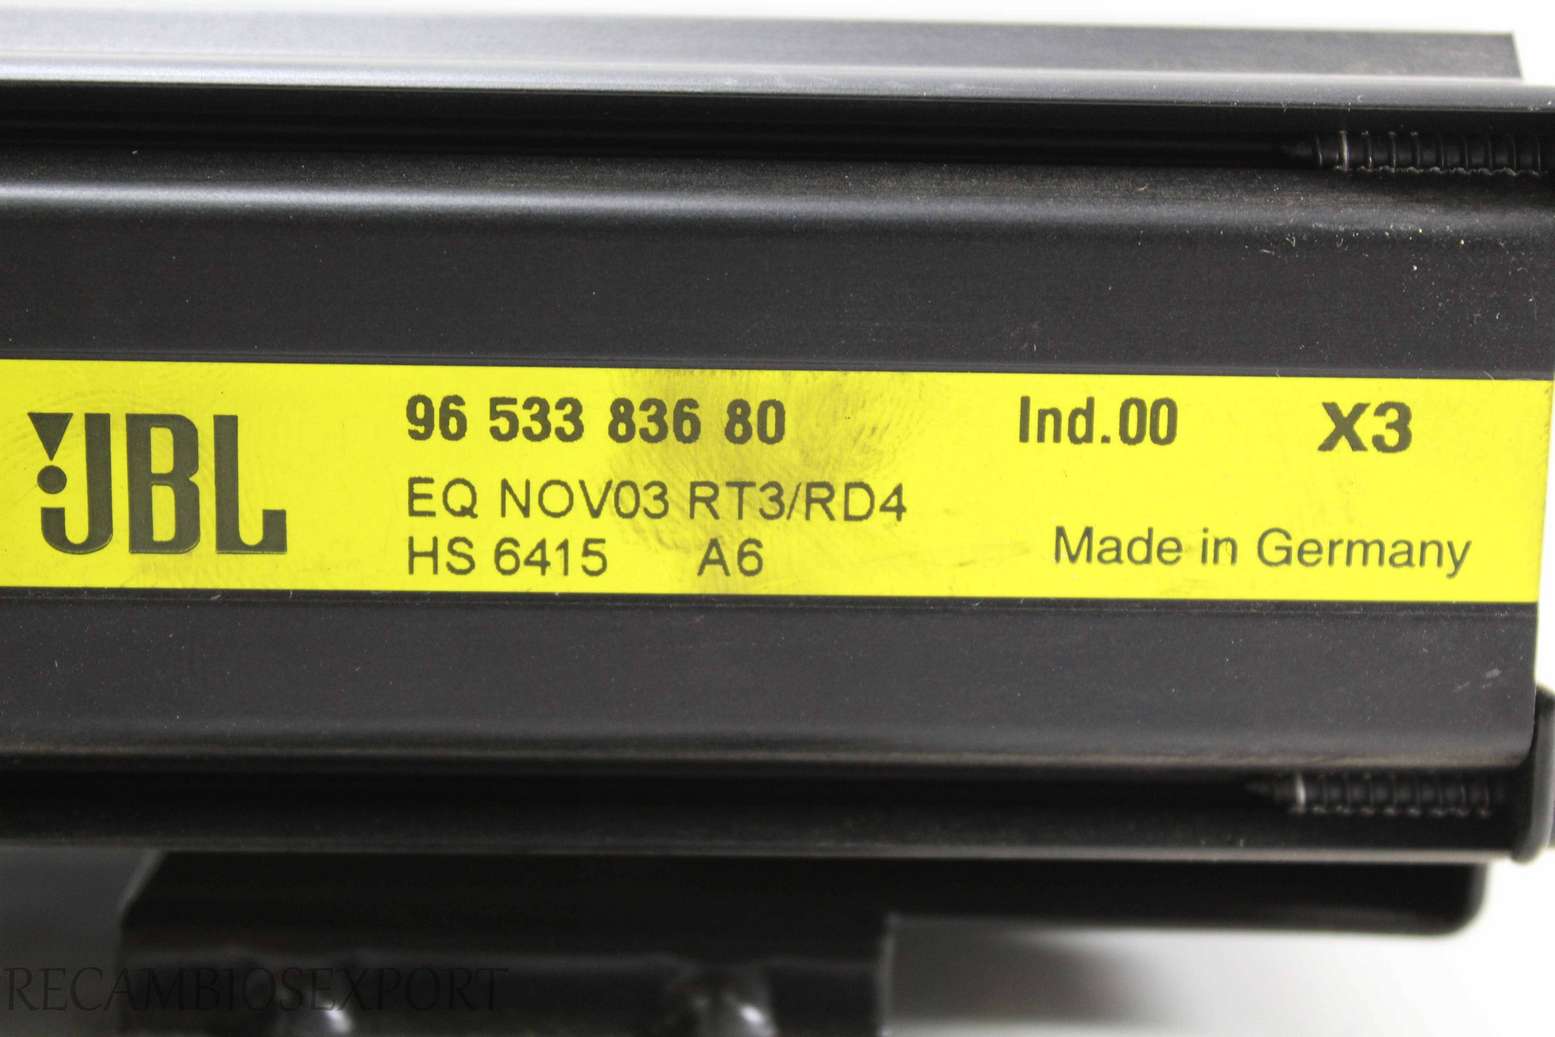 JBL
96 533 836 80 Ind.00 X3
EQ NOV03 RT3/RD4
HS 6415 A6 Made in Germany
RECAMBIOSEXPORT